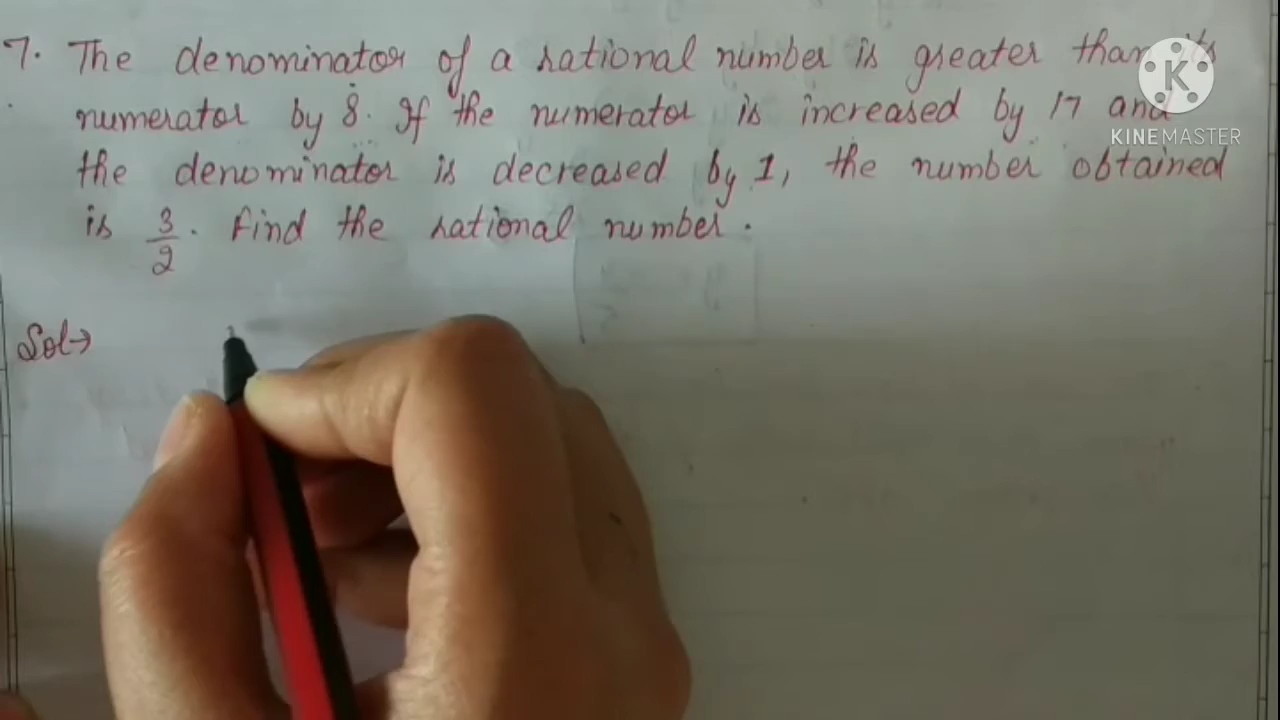 7. The denominator of a rational number is greater than its
numerator by 8. If the numerator is increased by 17 and
the denominator is decreased by 1, the number obtained
is 3/2. Find the rational number.
Sol→
K
KINEMASTER